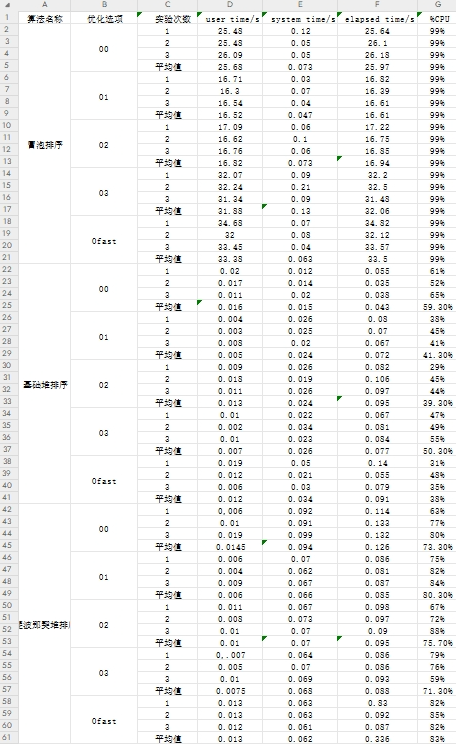 A B C D E F G
1 算法名称 优化选项 实验次数 user time/s system time/s elapsed time/s %CPU
2 1 25.48 0.12 25.64 99%
3 00 2 25.48 0.05 26.1 99%
4 3 26.09 0.05 26.18 99%
5 平均值 25.68 0.073 25.97 99%
6 1 16.71 0.03 16.82 99%
7 01 2 16.3 0.07 16.39 99%
8 3 16.54 0.04 16.61 99%
9 平均值 16.52 0.047 16.61 99%
10 1 17.09 0.06 17.22 99%
11 冒泡排序 02 2 16.62 0.1 16.75 99%
12 3 16.76 0.06 16.85 99%
13 平均值 16.82 0.073 16.94 99%
14 1 32.07 0.09 32.2 99%
15 03 2 32.24 0.21 32.5 99%
16 3 31.34 0.09 31.48 99%
17 平均值 31.88 0.13 32.06 99%
18 1 34.68 0.07 34.82 99%
19 0fast 2 32 0.08 32.12 99%
20 3 33.45 0.04 33.57 99%
21 平均值 33.38 0.063 33.5 99%
22 1 0.02 0.012 0.055 61%
23 00 2 0.017 0.014 0.035 52%
24 3 0.011 0.02 0.038 65%
25 平均值 0.016 0.015 0.043 59.30%
26 1 0.004 0.026 0.08 38%
27 01 2 0.003 0.025 0.07 45%
28 3 0.008 0.02 0.067 41%
29 平均值 0.005 0.024 0.072 41.30%
30 1 0.009 0.026 0.082 29%
31 基础堆排序 02 2 0.018 0.019 0.106 45%
32 3 0.011 0.026 0.097 44%
33 平均值 0.013 0.024 0.095 39.30%
34 1 0.01 0.022 0.067 47%
35 03 2 0.002 0.034 0.081 49%
36 3 0.01 0.023 0.084 55%
37 平均值 0.007 0.026 0.077 50.30%
38 1 0.019 0.05 0.14 31%
39 0fast 2 0.012 0.021 0.055 48%
40 3 0.006 0.03 0.079 35%
41 平均值 0.012 0.034 0.091 38%
42 1 0,006 0.092 0.114 63%
43 00 2 0.01 0.091 0.133 77%
44 3 0.019 0.099 0.132 80%
45 平均值 0.0145 0.094 0.126 73.30%
46 1 0.006 0.07 0.086 75%
47 01 2 0.004 0.062 0.081 82%
48 3 0.009 0.067 0.087 84%
49 平均值 0.006 0.066 0.085 80.30%
50 1 0.011 0.067 0.098 67%
51 波那契堆排 02 2 0.008 0.073 0.097 72%
52 3 0.01 0.07 0.09 88%
53 平均值 0.01 0.07 0.095 75.70%
54 1 0,.007 0.064 0.086 79%
55 03 2 0.005 0.07 0.086 76%
56 3 0.01 0.069 0.093 59%
57 平均值 0.0075 0.068 0.088 71.30%
58 1 0.013 0.063 0.83 82%
59 0fast 2 0.013 0.063 0.092 85%
60 3 0.012 0.061 0.087 82%
61 平均值 0.013 0.062 0.336 83%